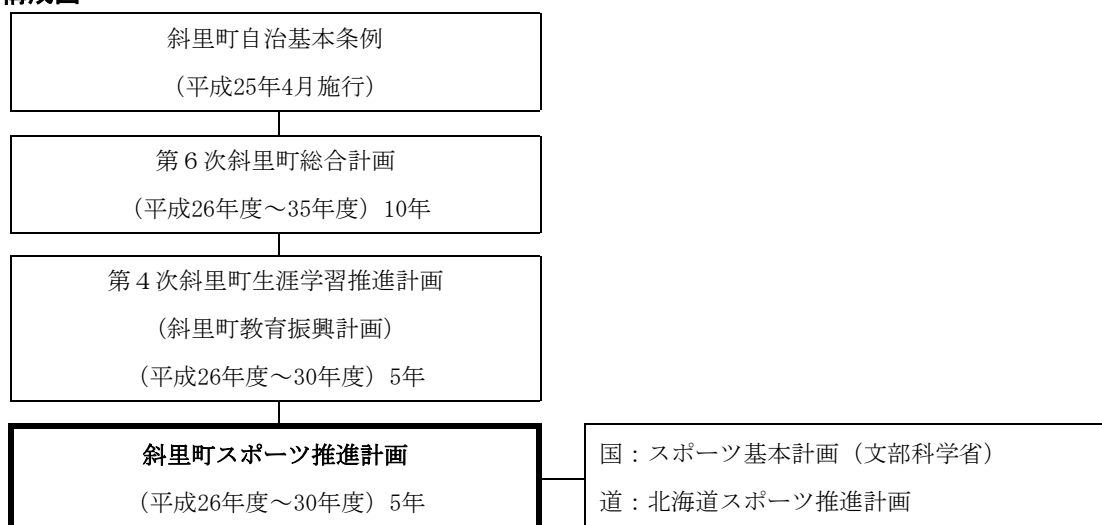 斜里町自治基本条例
（平成25年4月施行）
第６次斜里町総合計画
（平成26年度～35年度）10年
第４次斜里町生涯学習推進計画
（斜里町教育振興計画）
（平成26年度～30年度）5年
斜里町スポーツ推進計画
（平成26年度～30年度）5年
国：スポーツ基本計画（文部科学省）
道：北海道スポーツ推進計画